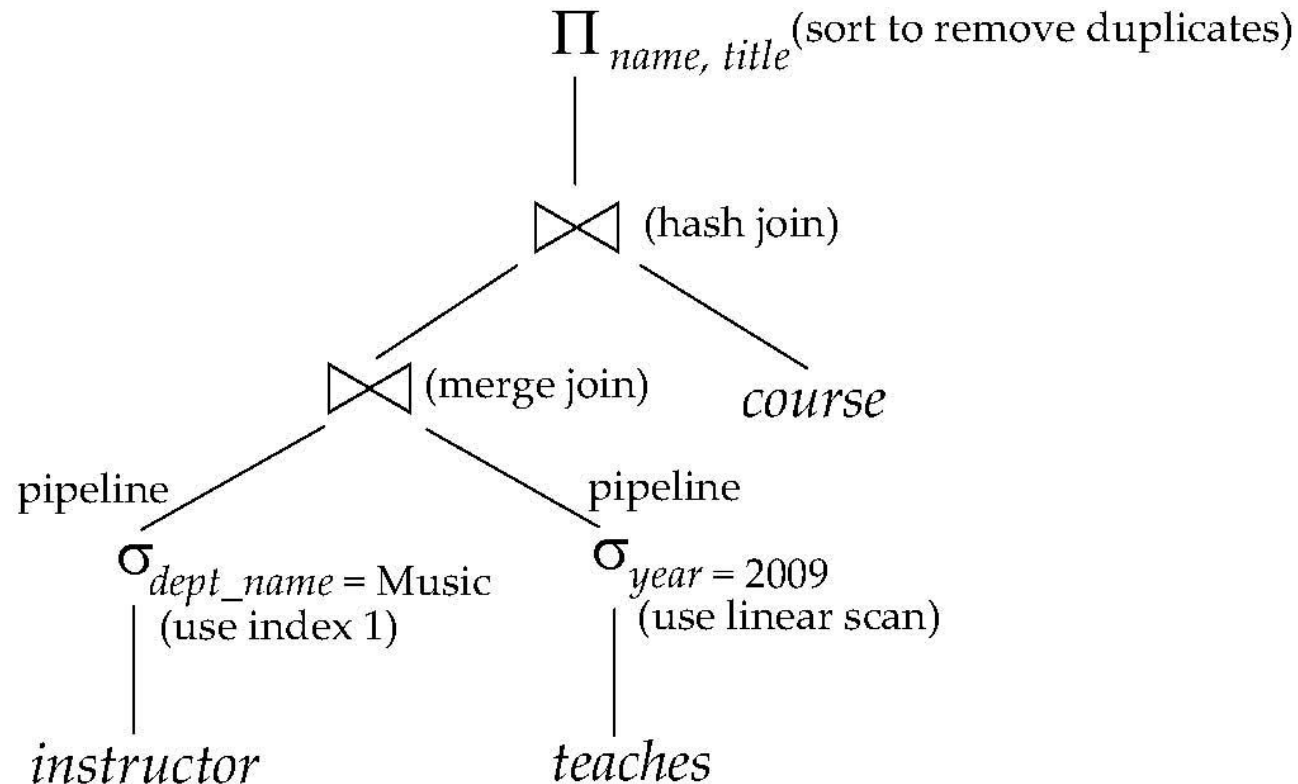 Π name, title (sort to remove duplicates)
(hash join)
(merge join)
course
pipeline
pipeline
σ dept_name = Music
σ year = 2009
(use index 1)
(use linear scan)
instructor
teaches